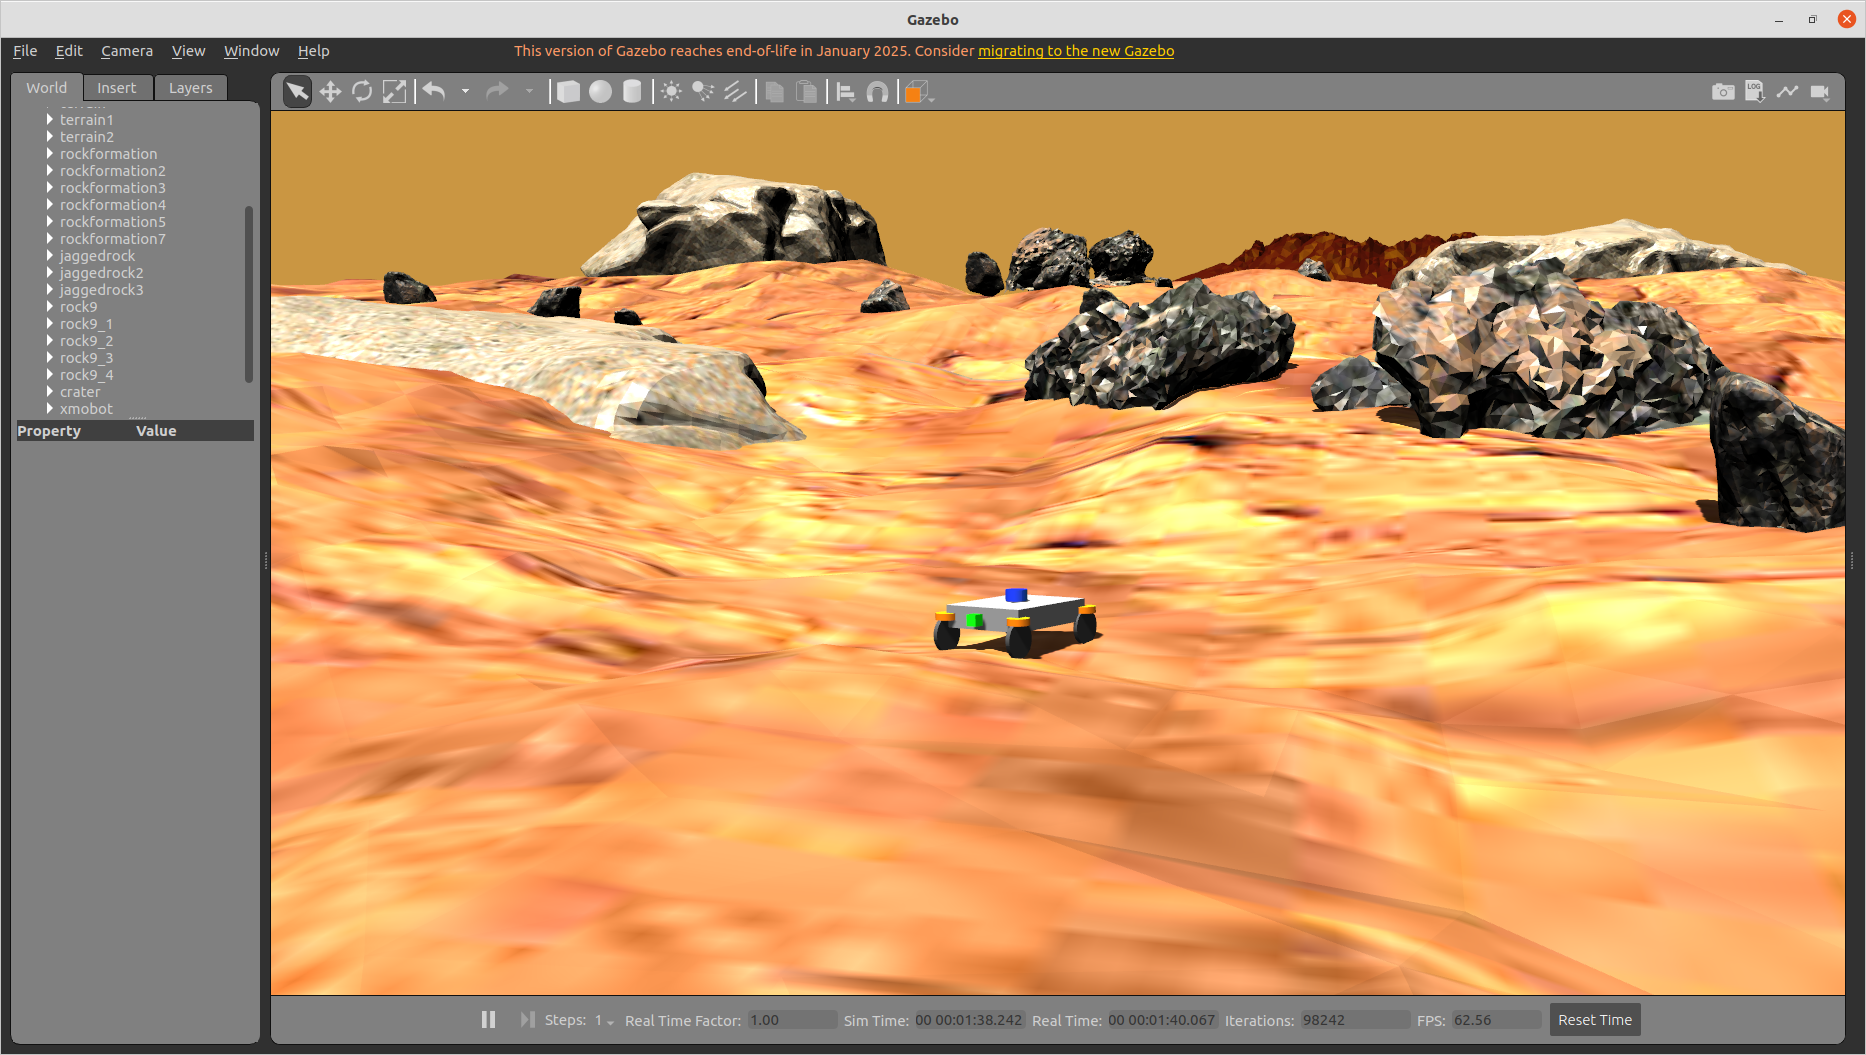 Gazebo
File Edit Camera View Window Help
This version of Gazebo reaches end-of-life in January 2025. Consider migrating to the new Gazebo
World Insert Layers
LOG
terrain
terrain1
terrain2
rockformation
rockformation2
rockformation3
rockformation4
rockformation5
rockformation7
jaggedrock
jaggedrock2
jaggedrock3
rock9
rock9_1
rock9_2
rock9_3
rock9_4
crater
xmobot
Property Value
Steps: 1 Real Time Factor: 1.00 Sim Time: 00 00:01:38.242 Real Time: 00 00:01:40.067 Iterations: 98242 FPS: 62.56 Reset Time